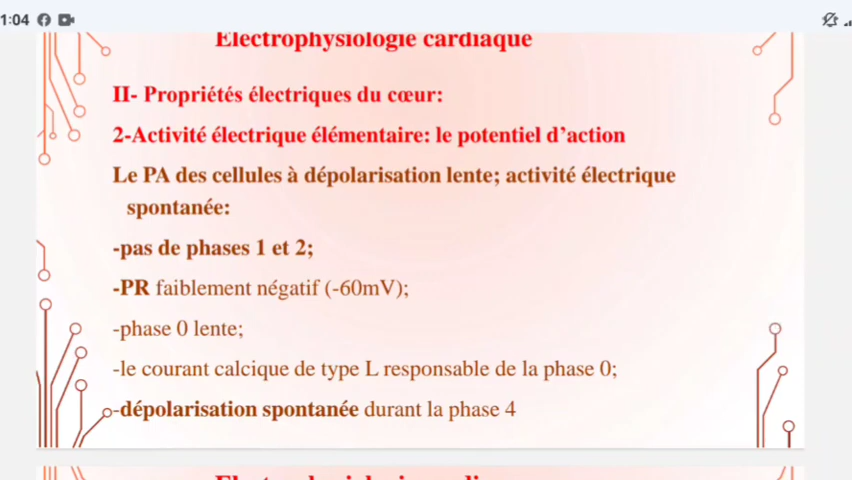 1:04
Electrophysiologie cardiaque
II- Propriétés électriques du cœur:
2-Activité électrique élémentaire: le potentiel d’action
Le PA des cellules à dépolarisation lente; activité électrique
spontanée:
-pas de phases 1 et 2;
-PR faiblement négatif (-60mV);
-phase 0 lente;
-le courant calcique de type L responsable de la phase 0;
-dépolarisation spontanée durant la phase 4